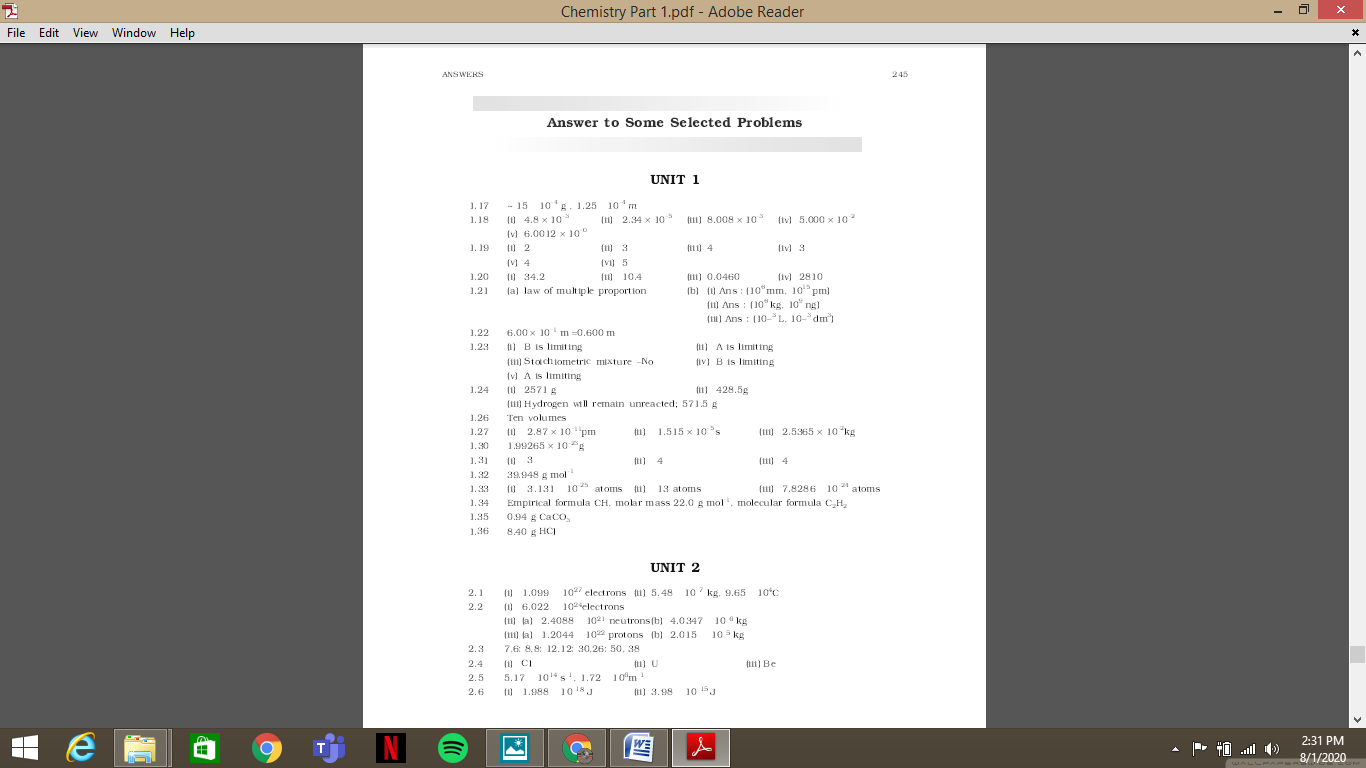 Chemistry Part 1.pdf - Adobe Reader
File Edit View Window Help
ANSWERS 245
Answer to Some Selected Problems
UNIT 1
1.17 ~ 15 10⁻⁴ g , 1.25 10⁻⁴ m
1.18 (i) 4.8 × 10⁻³ (ii) 2.34 × 10⁵ (iii) 8.008 × 10³ (iv) 5.000 × 10⁻²
(v) 6.0012 × 10⁻⁰
1.19 (i) 2 (ii) 3 (iii) 4 (iv) 3
(v) 4 (vi) 5
1.20 (i) 34.2 (ii) 10.4 (iii) 0.0460 (iv) 2810
1.21 (a) law of multiple proportion (b) (i) Ans : (10⁶ mm, 10¹⁵ pm)
(ii) Ans : (10⁶ kg, 10⁹ ng)
(iii) Ans : (10–³ L, 10–³ dm³)
1.22 6.00 × 10⁻¹ m =0.600 m
1.23 (i) B is limiting (ii) A is limiting
(iii) Stoichiometric mixture –No (iv) B is limiting
(v) A is limiting
1.24 (i) 2571 g (ii) 428.5g
(iii) Hydrogen will remain unreacted; 571.5 g
1.26 Ten volumes
1.27 (i) 2.87 × 10⁻¹¹pm (ii) 1.515 × 10⁻⁵ s (iii) 2.5365 × 10⁻²kg
1.30 1.99265 × 10⁻²³g
1.31 (i) 3 (ii) 4 (iii) 4
1.32 39.948 g mol⁻¹
1.33 (i) 3.131 10²⁵ atoms (ii) 13 atoms (iii) 7.8286 10²⁴ atoms
1.34 Empirical formula CH, molar mass 22.0 g mol⁻¹, molecular formula C₂H₂
1.35 0.94 g CaCO₃
1.36 8.40 g HCl
UNIT 2
2.1 (i) 1.099 10²⁷ electrons (ii) 5.48 10⁻⁷ kg, 9.65 10⁴C
2.2 (i) 6.022 10²⁴electrons
(ii) (a) 2.4088 10²¹ neutrons(b) 4.0347 10⁻⁶ kg
(iii) (a) 1.2044 10²² protons (b) 2.015 10⁻⁵ kg
2.3 7,6: 8,8: 12,12: 30,26: 50, 38
2.4 (i) Cl (ii) U (iii) Be
2.5 5.17 10¹⁴ s⁻¹, 1.72 10⁶m⁻¹
2.6 (i) 1.988 10⁻¹⁸ J (ii) 3.98 10⁻¹⁵ J
2:31 PM
8/1/2020